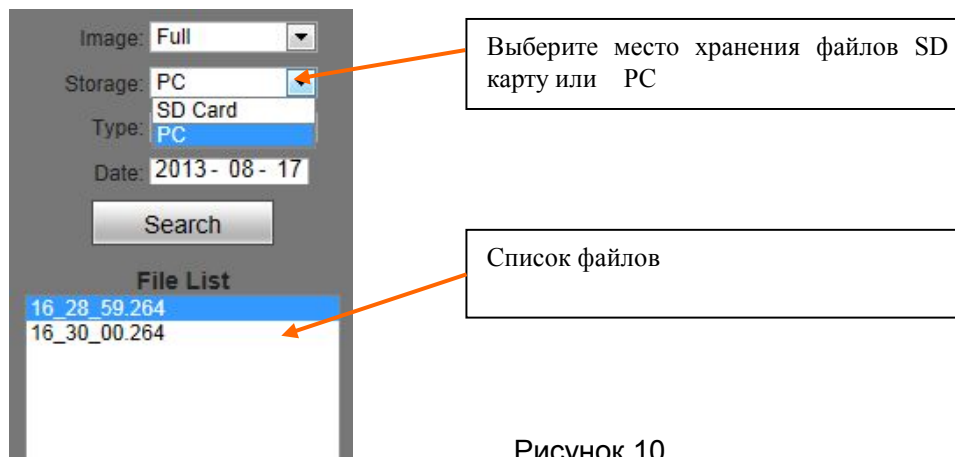 Image: Full
Storage: PC
SD Card
Type: PC
Date: 2013 - 08 - 17
Search
File List
16_28_59.264
16_30_00.264
Выберите место хранения файлов SD
карту или PC
Список файлов
Рисунок 10